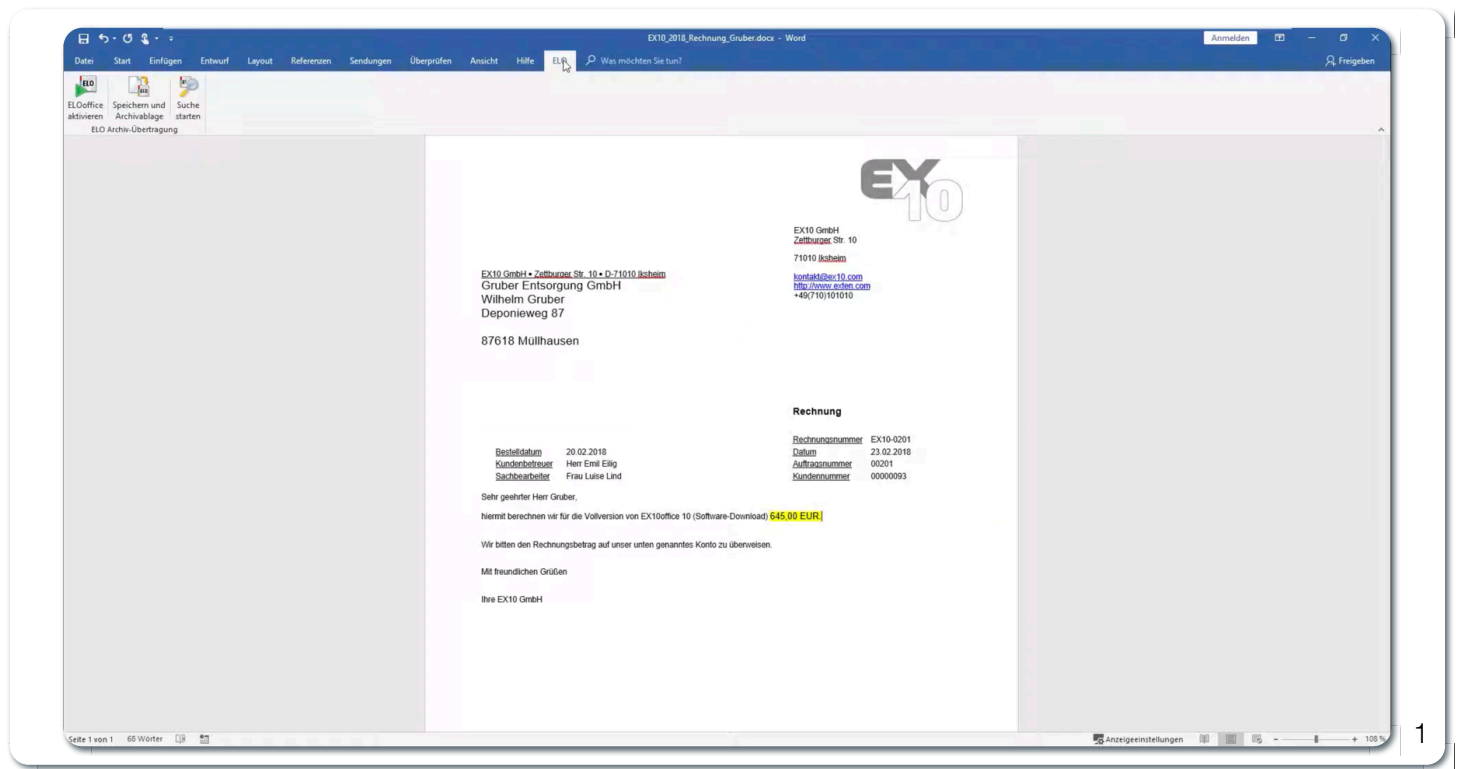 EX10_2018_Rechnung_Gruber.docx - Word
Anmelden
Datei Start Einfügen Entwurf Layout Referenzen Sendungen Überprüfen Ansicht Hilfe ELO Was möchten Sie tun? Freigeben
ELO
ELOoffice aktivieren
Speichern und Archivablage
Suche starten
ELO Archiv-Übertragung
EX10
EX10 GmbH
Zettburger Str. 10
71010 Iksheim
kontakt@ex10.com
http://www.exten.com
+49(710)101010
EX10 GmbH • Zettburger Str. 10 • D-71010 Iksheim
Gruber Entsorgung GmbH
Wilhelm Gruber
Deponieweg 87
87618 Müllhausen
Rechnung
Rechnungsnummer EX10-0201
Datum 23.02.2018
Auftragsnummer 00201
Kundennummer 00000093
Bestelldatum 20.02.2018
Kundenbetreuer Herr Emil Eilig
Sachbearbeiter Frau Luise Lind
Sehr geehrter Herr Gruber,
hiermit berechnen wir für die Vollversion von EX10office 10 (Software-Download) 645,00 EUR.
Wir bitten den Rechnungsbetrag auf unser unten genanntes Konto zu überweisen.
Mit freundlichen Grüßen
Ihre EX10 GmbH
Seite 1 von 1 68 Wörter Anzeigeeinstellungen - + 108 %
1